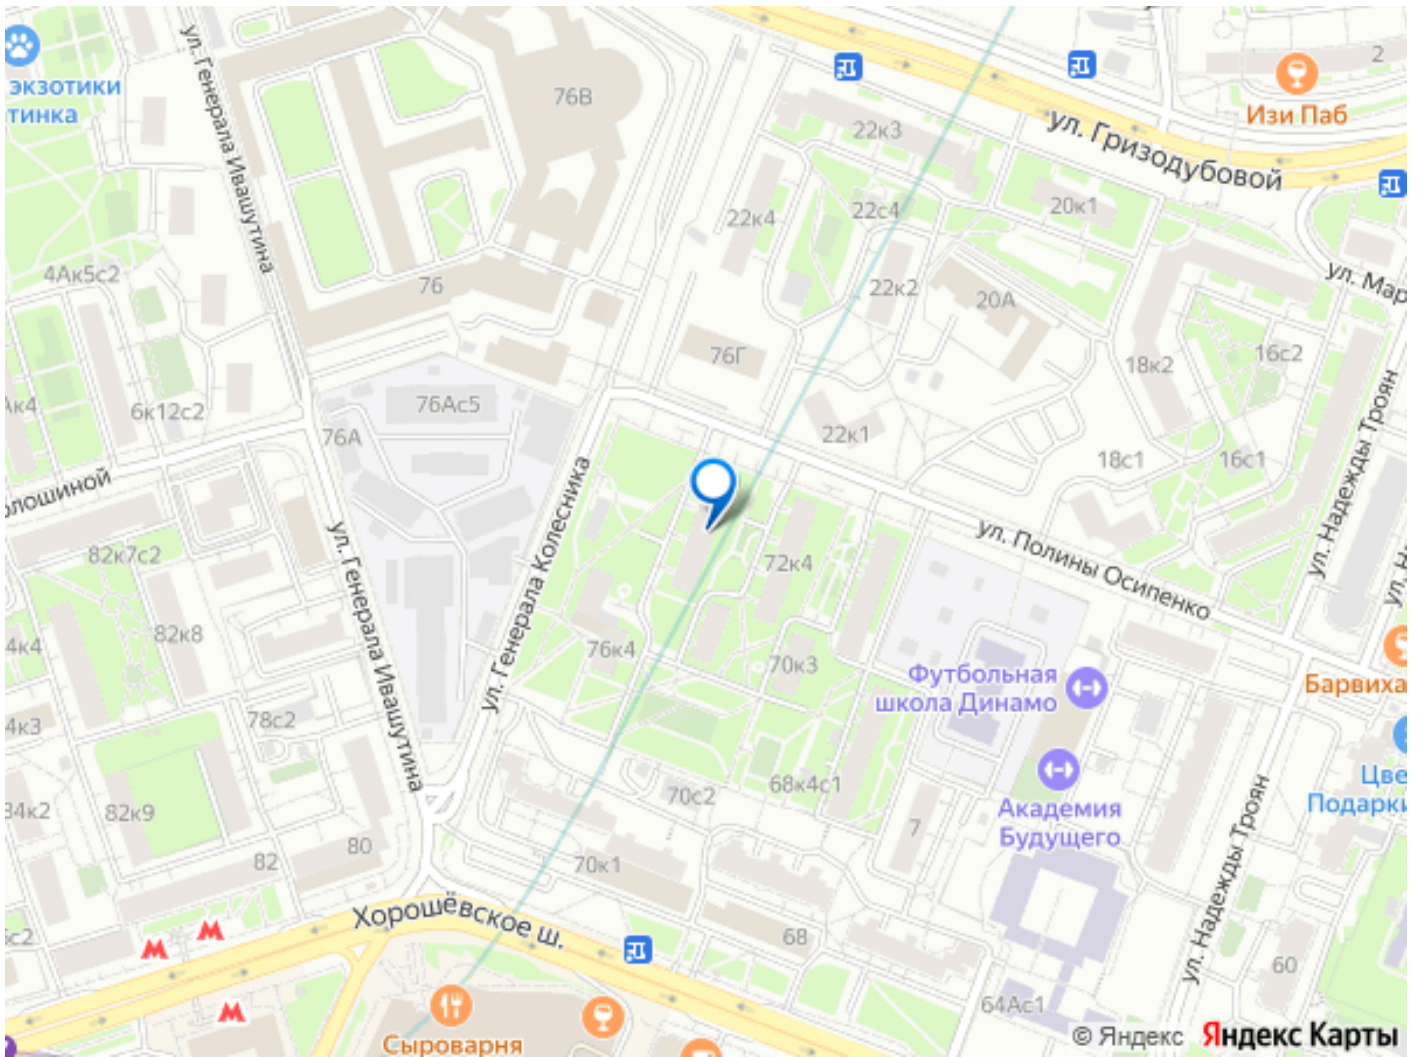 экзотики
тинка
ул. Генерала Ивашутина
76В
22к3
ул. Гризодубовой
2
Изи Паб
22к4
22с4
20к1
4Ак5с2
76
22к2
20А
ул. Мар
76Г
18к2
16с2
Ак4
6к12с2
76А
76Ас5
22к1
18с1
16с1
ул. Надежды Троян
лошиной
82к7с2
ул. Генерала Колесника
72к4
ул. Полины Осипенко
ул. Н
4к4
82к8
ул. Генерала Ивашутина
76к4
70к3
Футбольная
школа Динамо
Барвиха
4к3
78с2
Цве
Подарки
84к2
82к9
70с2
68к4с1
Академия
Будущего
7
ул. Надежды Троян
82
80
70к1
Хорошёвское ш.
68
60
с2
64Ас1
Сыроварня
© Яндекс Яндекс Карты